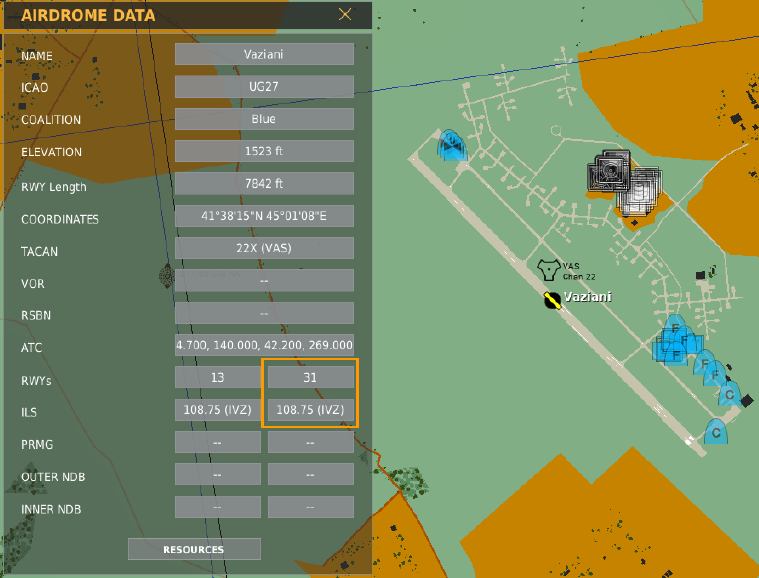 AIRDROME DATA
NAME Vaziani
ICAO UG27
COALITION Blue
ELEVATION 1523 ft
RWY Length 7842 ft
COORDINATES 41°38'15"N 45°01'08"E
TACAN 22X (VAS)
VOR --
RSBN --
ATC 4.700, 140.000, 42.200, 269.000
RWYs 13 31
ILS 108.75 (IVZ) 108.75 (IVZ)
PRMG -- --
OUTER NDB -- --
INNER NDB -- --
RESOURCES
VAS
Chan 22
Vaziani
F
F
F
F
F
C
C